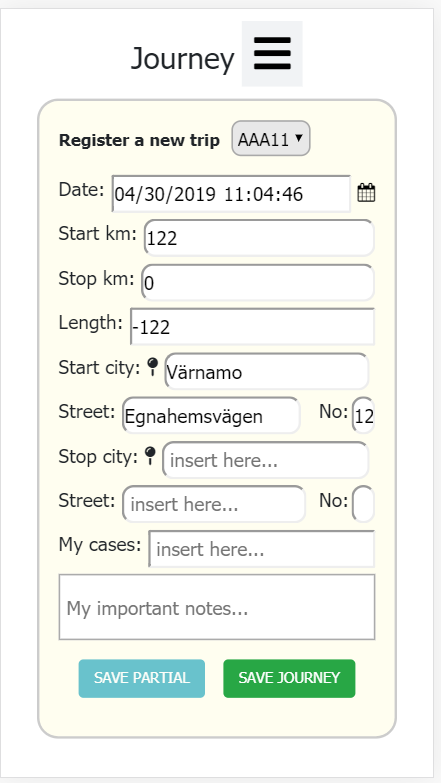 Journey
Register a new trip AAA11
Date: 04/30/2019 11:04:46
Start km: 122
Stop km: 0
Length: -122
Start city: Värnamo
Street: Egnahemsvägen No: 12
Stop city: insert here...
Street: insert here... No:
My cases: insert here...
My important notes...
SAVE PARTIAL SAVE JOURNEY